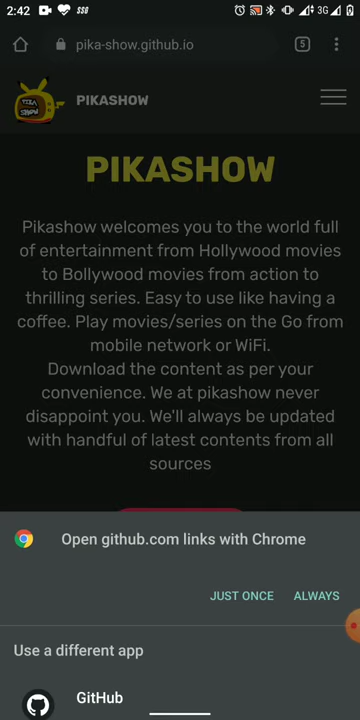 2:42
3G
pika-show.github.io
5
PIKA
SHOW
PIKASHOW
PIKASHOW
Pikashow welcomes you to the world full
of entertainment from Hollywood movies
to Bollywood movies from action to
thrilling series. Easy to use like having a
coffee. Play movies/series on the Go from
mobile network or WiFi.
Download the content as per your
convenience. We at pikashow never
disappoint you. We'll always be updated
with handful of latest contents from all
sources
Open github.com links with Chrome
JUST ONCE
ALWAYS
Use a different app
GitHub